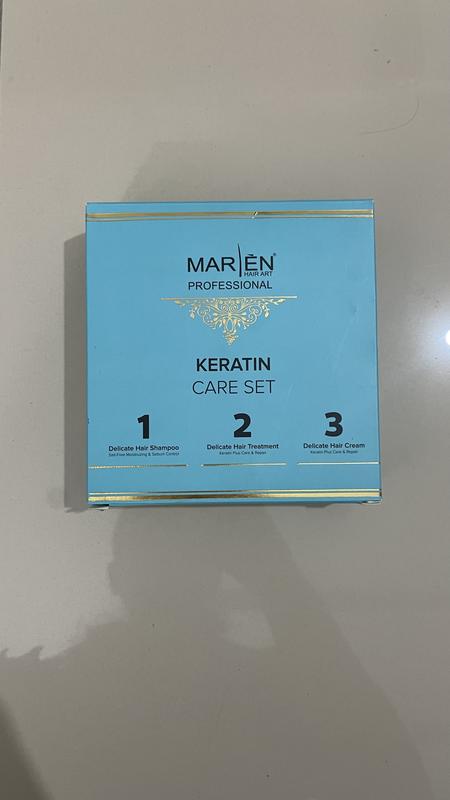 MARIÈN®
HAIR ART
PROFESSIONAL
KERATIN
CARE SET
1
Delicate Hair Shampoo
Salt-Free Moisturizing & Sebum Control
2
Delicate Hair Treatment
Keratin Plus Care & Repair
3
Delicate Hair Cream
Keratin Plus Care & Repair